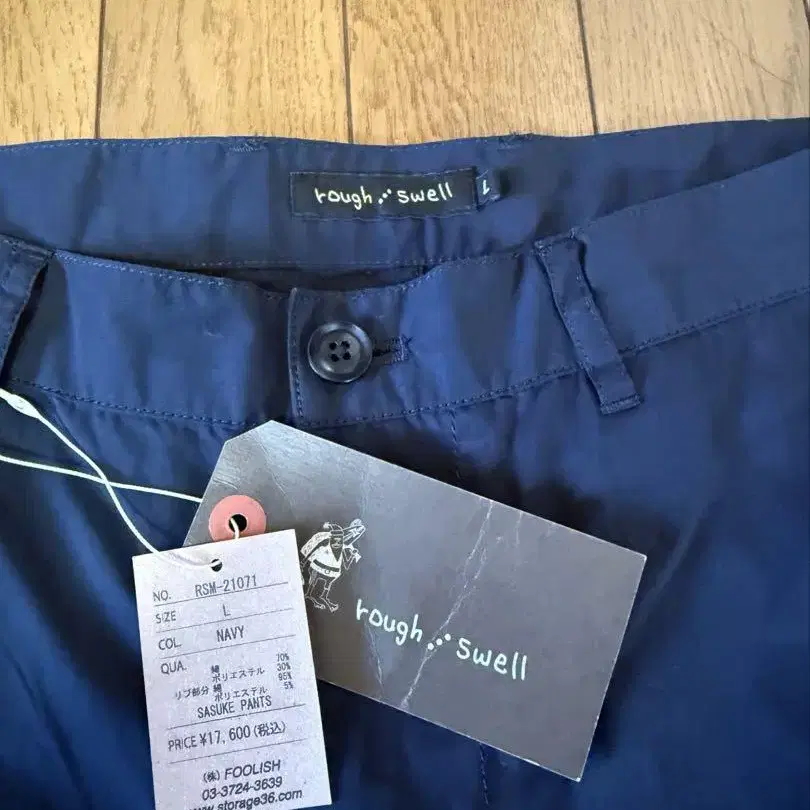 rough swell
L
rough swell
NO. RSM-21071
SIZE L
COL. NAVY
QUA. 綿 70%
ポリエステル 30%
リブ部分 綿 95%
ポリエステル 5%
SASUKE PANTS
PRICE ¥17,600(税込)
(株) FOOLISH
03-3724-3639
www.storage36.com